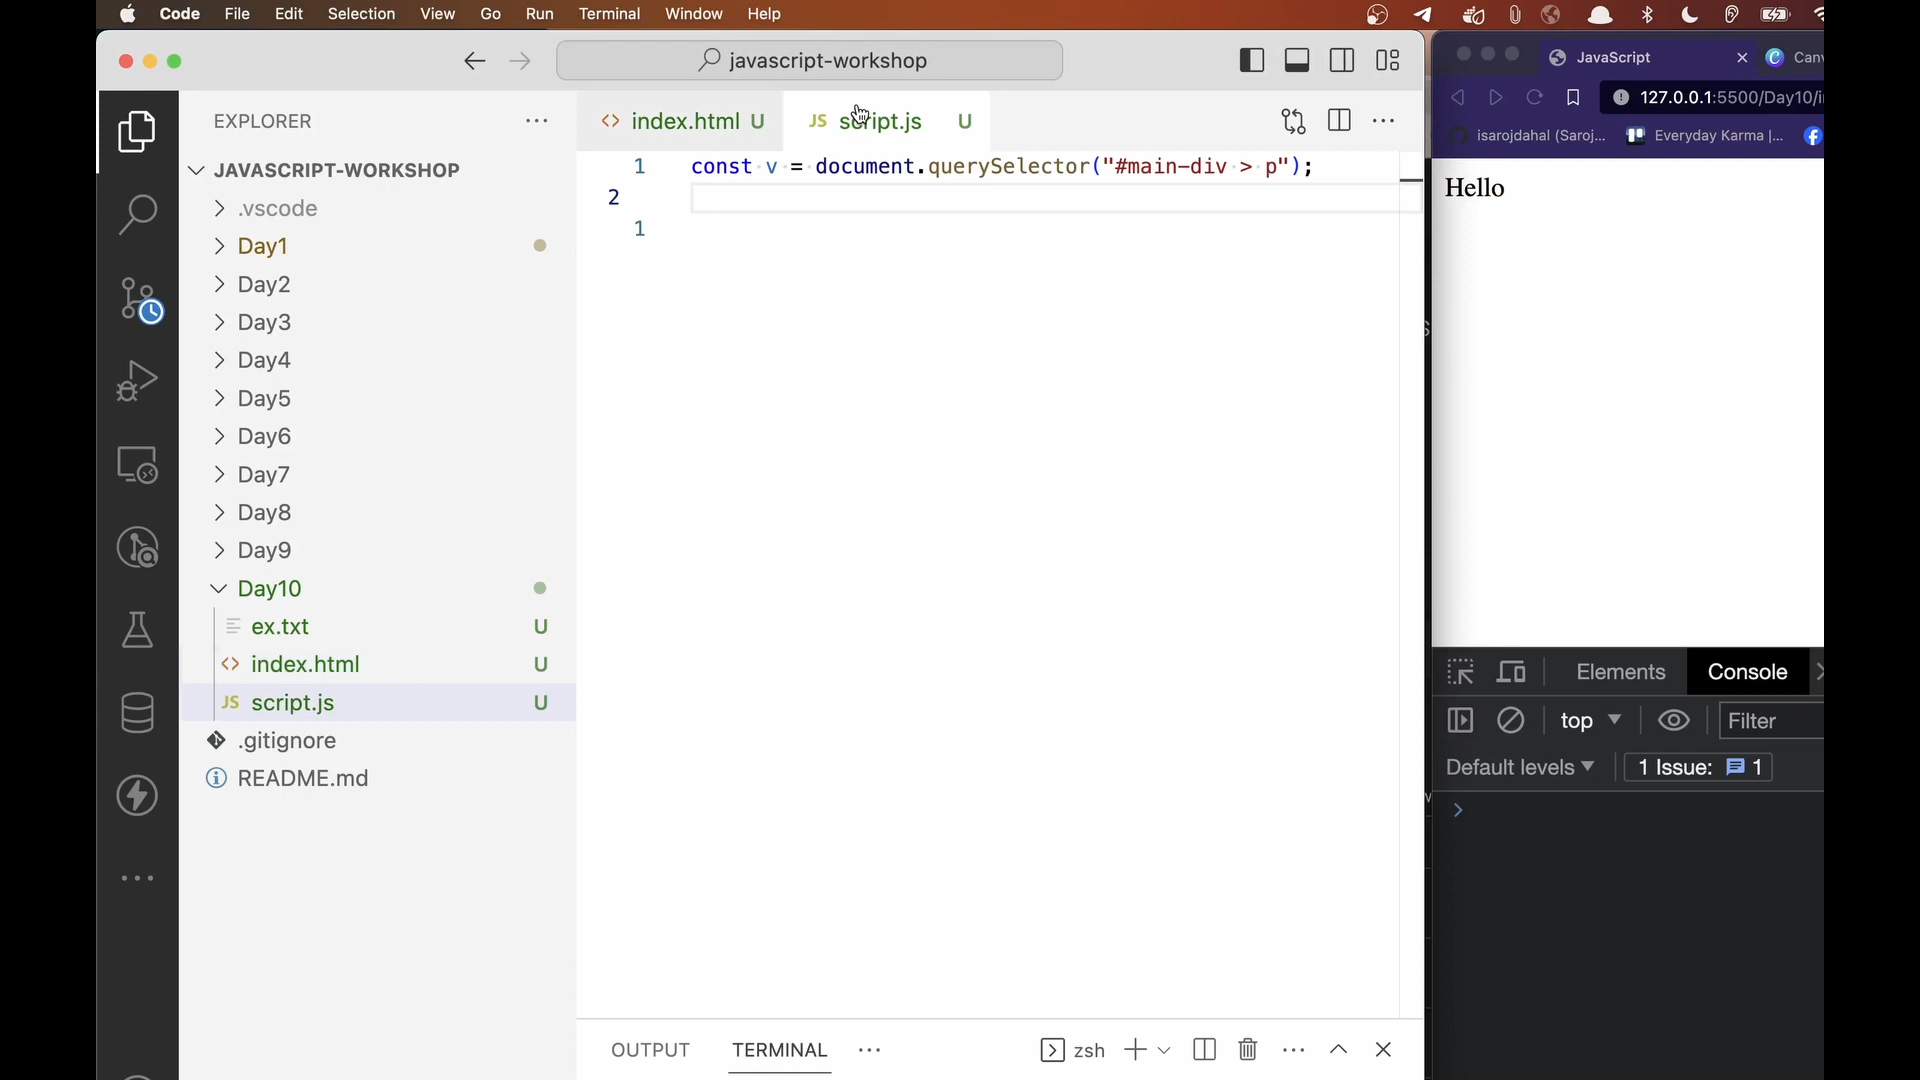 Code File Edit Selection View Go Run Terminal Window Help
javascript-workshop
JavaScript
127.0.0.1:5500/Day10/
isarojdahal (Saroj... Everyday Karma |...
EXPLORER
index.html U
JS script.js U
JAVASCRIPT-WORKSHOP
.vscode
Day1
Day2
Day3
Day4
Day5
Day6
Day7
Day8
Day9
Day10
ex.txt U
index.html U
JS script.js U
.gitignore
README.md
1 const v = document.querySelector("#main-div > p");
2
1
Hello
Elements Console
top Filter
Default levels 1 Issue: 1
OUTPUT TERMINAL
zsh